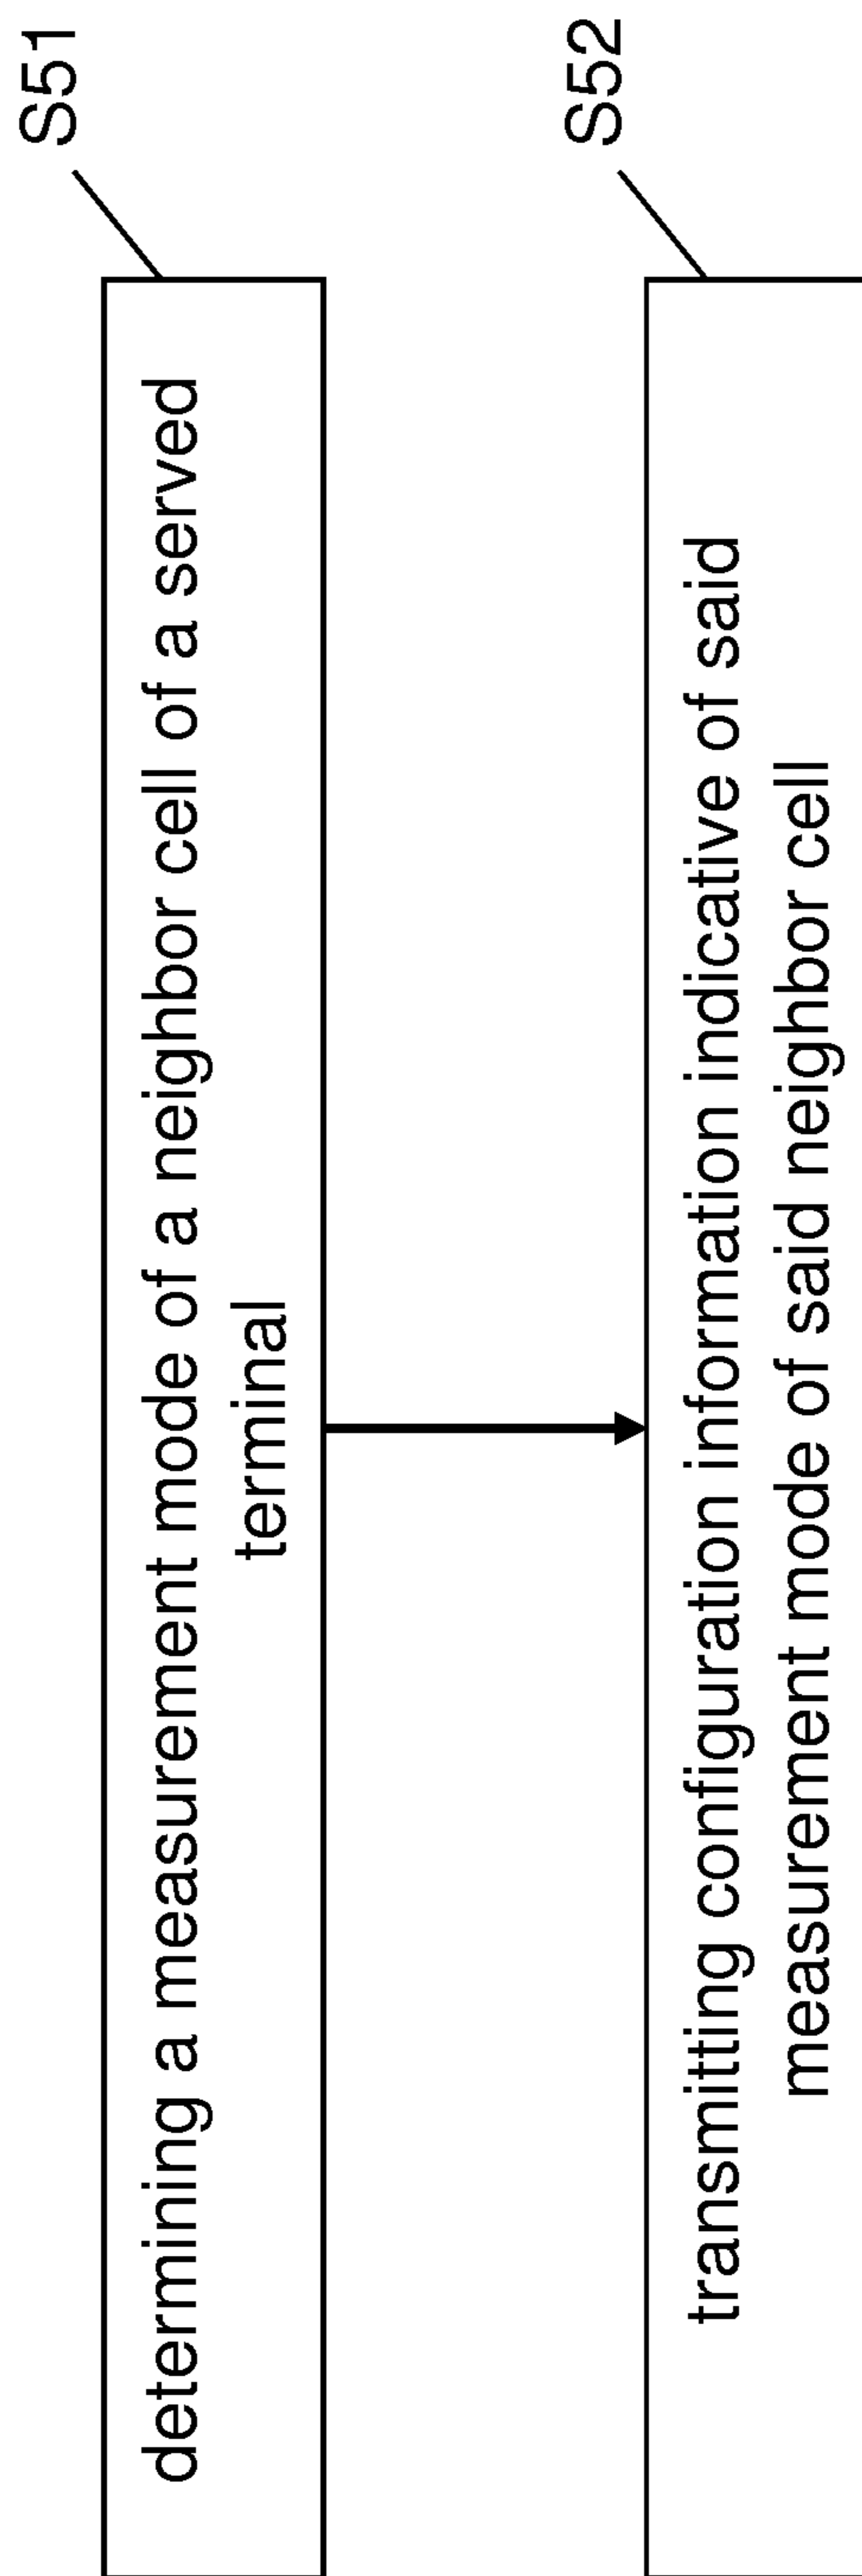 S51
determining a measurement mode of a neighbor cell of a served
terminal
S52
transmitting configuration information indicative of said
measurement mode of said neighbor cell